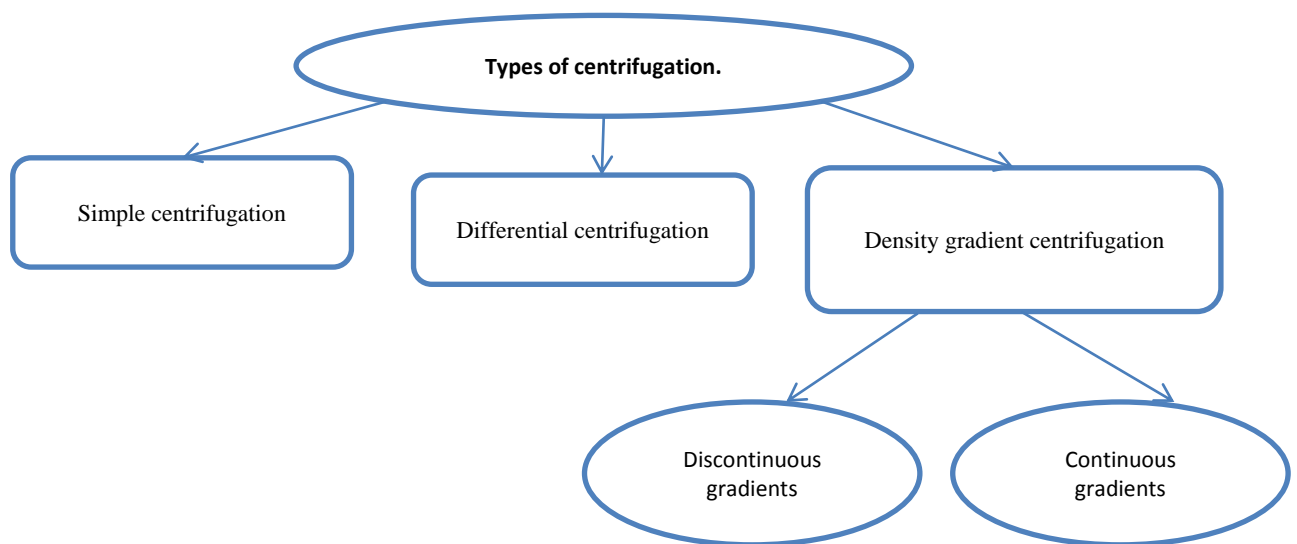 Types of centrifugation.
Simple centrifugation
Differential centrifugation
Density gradient centrifugation
Discontinuous
gradients
Continuous
gradients